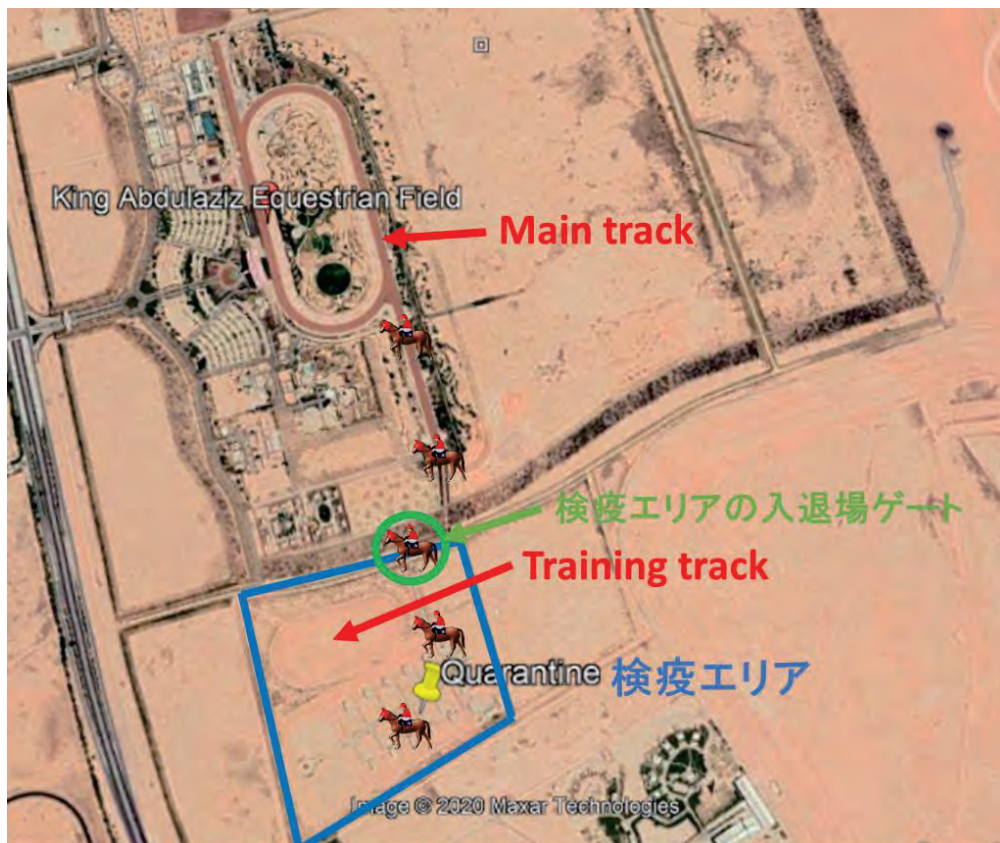 King Abdulaziz Equestrian Field
Main track
検疫エリアの入退場ゲート
Training track
Quarantine 検疫エリア
Image © 2020 Maxar Technologies